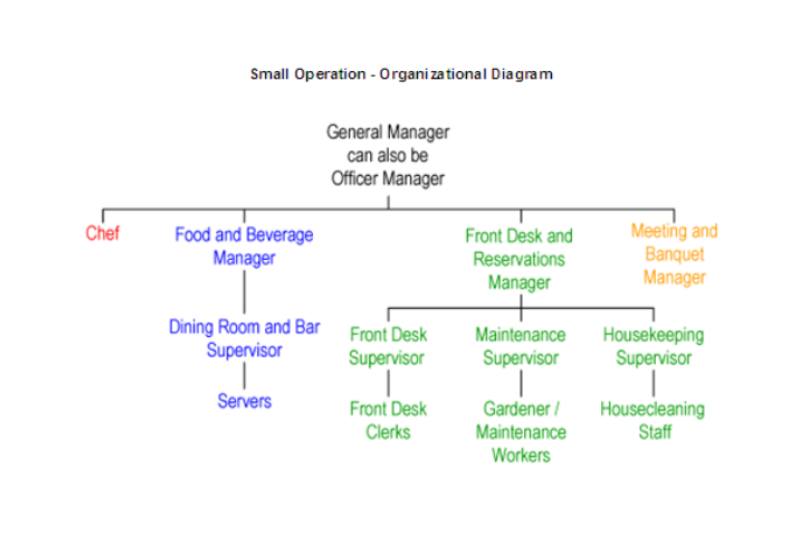 Small Operation - Organizational Diagram
General Manager
can also be
Officer Manager
Chef
Food and Beverage
Manager
Front Desk and
Reservations
Manager
Meeting and
Banquet
Manager
Dining Room and Bar
Supervisor
Servers
Front Desk
Supervisor
Maintenance
Supervisor
Housekeeping
Supervisor
Front Desk
Clerks
Gardener /
Maintenance
Workers
Housecleaning
Staff